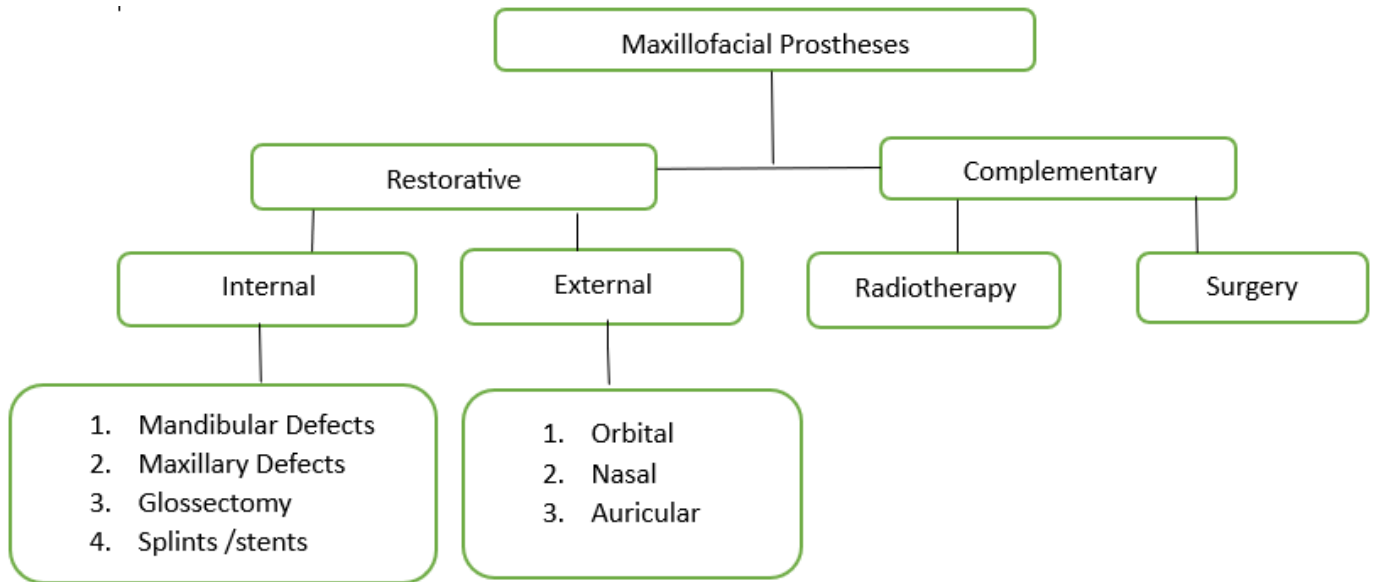 Maxillofacial Prostheses
Restorative
Complementary
Internal
External
Radiotherapy
Surgery
1. Mandibular Defects
2. Maxillary Defects
3. Glossectomy
4. Splints /stents
1. Orbital
2. Nasal
3. Auricular